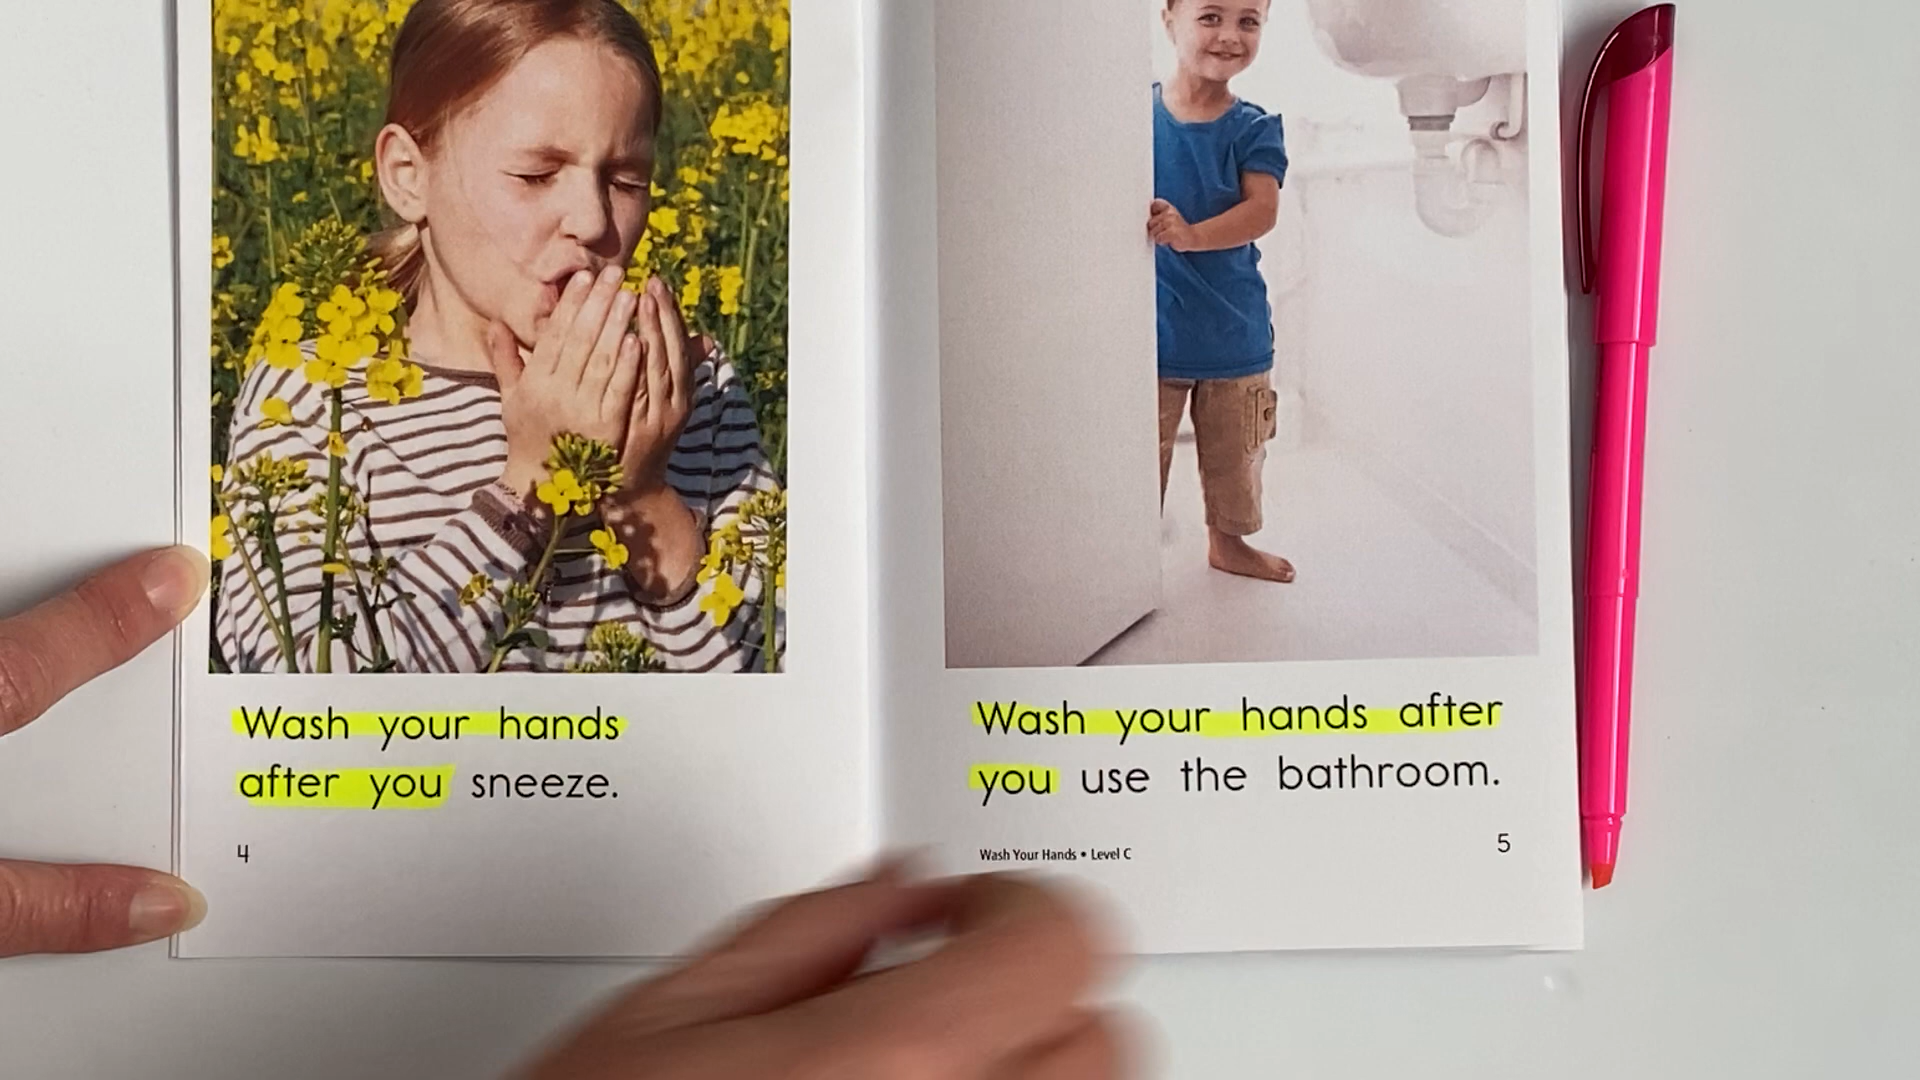 Wash your hands
after you sneeze.
4
Wash your hands after
you use the bathroom.
Wash Your Hands • Level C
5